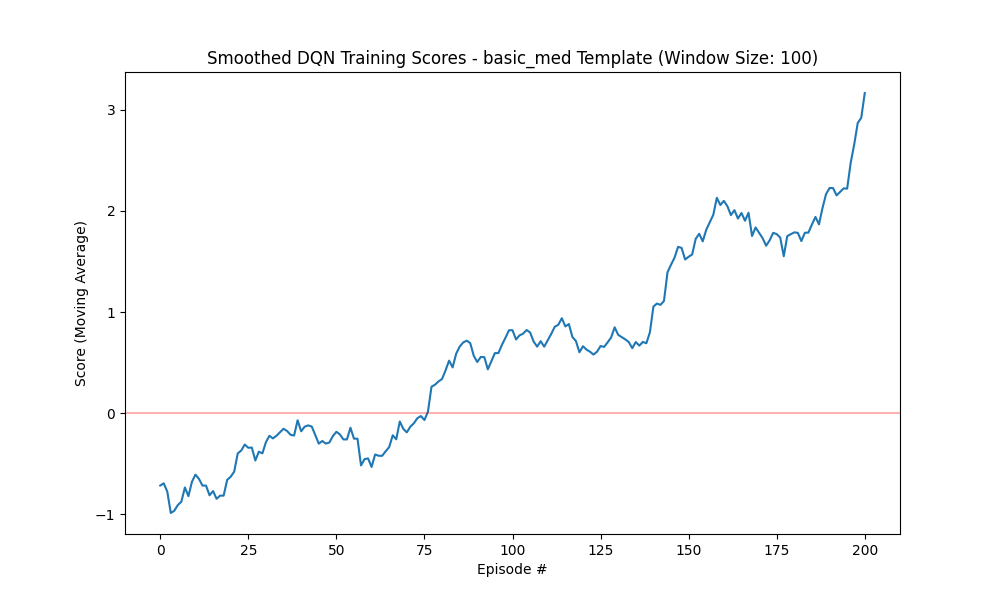 Smoothed DQN Training Scores - basic_med Template (Window Size: 100)
3
2
1
0
−1
Score (Moving Average)
0 25 50 75 100 125 150 175 200
Episode #